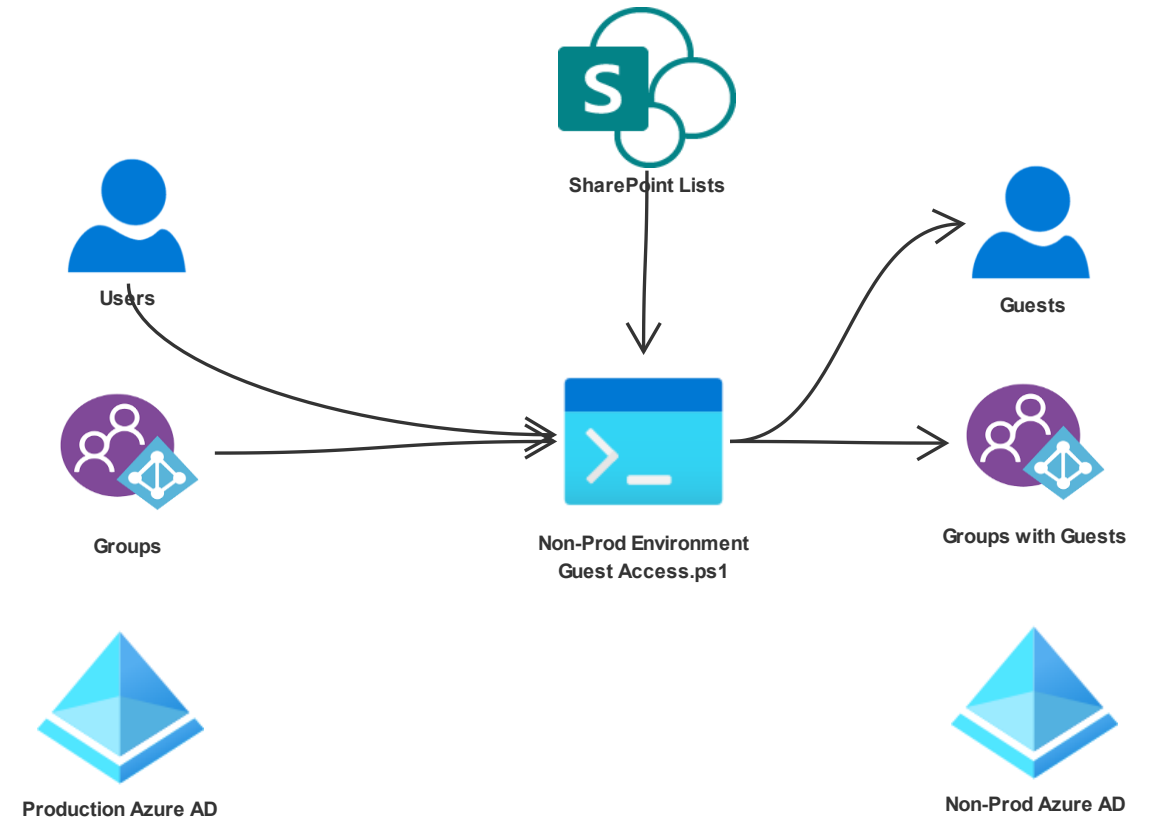 S
SharePoint Lists
Users
Guests
Groups
Non-Prod Environment
Guest Access.ps1
Groups with Guests
Production Azure AD
Non-Prod Azure AD